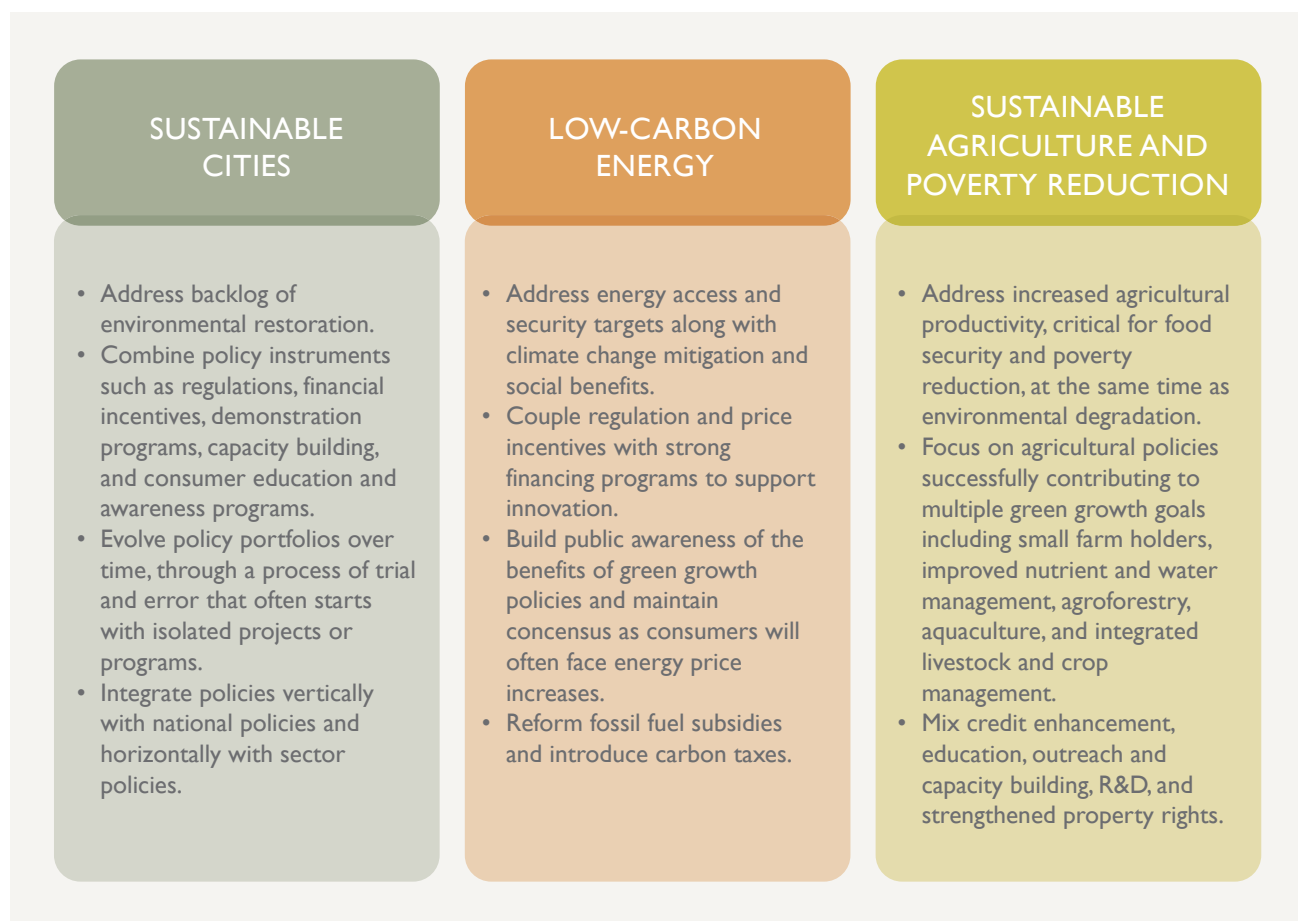 SUSTAINABLE
CITIES
• Address backlog of
environmental restoration.
• Combine policy instruments
such as regulations, financial
incentives, demonstration
programs, capacity building,
and consumer education and
awareness programs.
• Evolve policy portfolios over
time, through a process of trial
and error that often starts
with isolated projects or
programs.
• Integrate policies vertically
with national policies and
horizontally with sector
policies.
LOW-CARBON
ENERGY
• Address energy access and
security targets along with
climate change mitigation and
social benefits.
• Couple regulation and price
incentives with strong
financing programs to support
innovation.
• Build public awareness of the
benefits of green growth
policies and maintain
concensus as consumers will
often face energy price
increases.
• Reform fossil fuel subsidies
and introduce carbon taxes.
SUSTAINABLE
AGRICULTURE AND
POVERTY REDUCTION
• Address increased agricultural
productivity, critical for food
security and poverty
reduction, at the same time as
environmental degradation.
• Focus on agricultural policies
successfully contributing to
multiple green growth goals
including small farm holders,
improved nutrient and water
management, agroforestry,
aquaculture, and integrated
livestock and crop
management.
• Mix credit enhancement,
education, outreach and
capacity building, R&D, and
strengthened property rights.